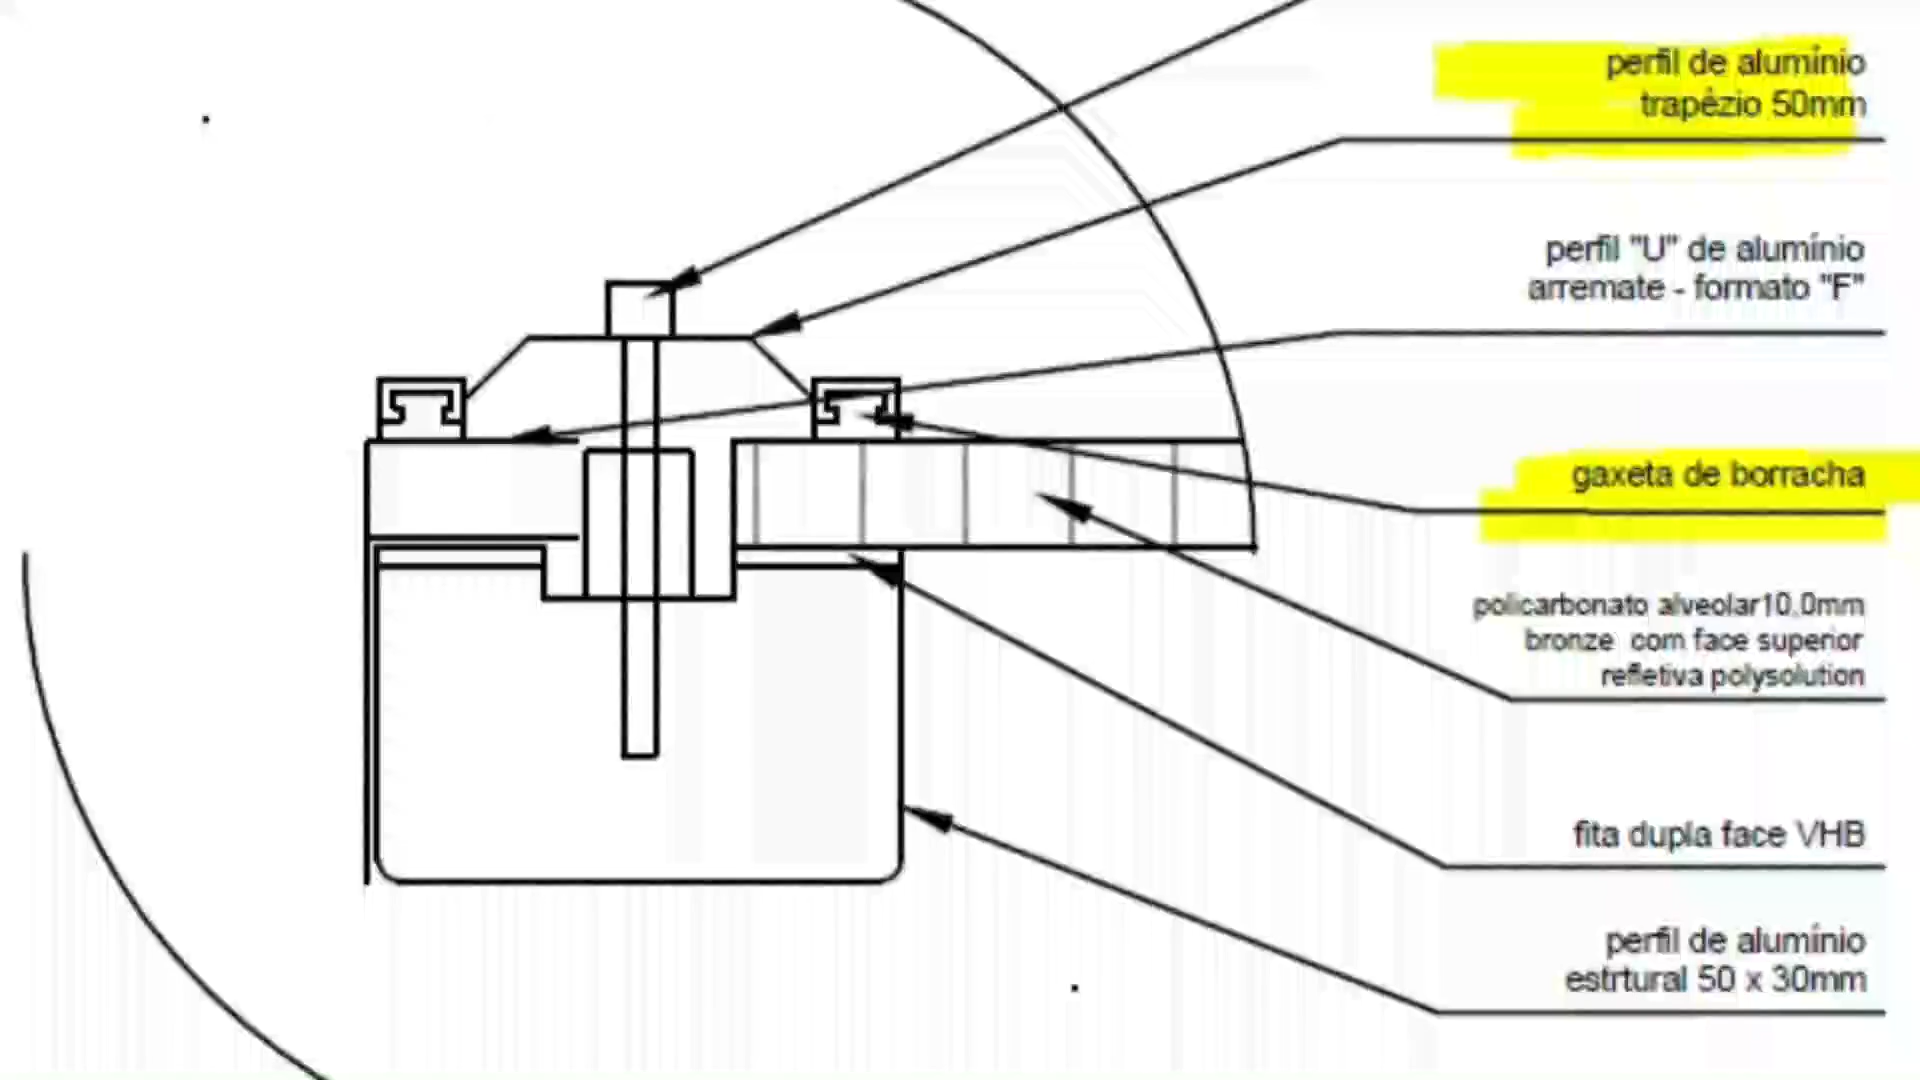 perfil de alumínio
trapézio 50mm
perfil "U" de alumínio
arremate - formato "F"
gaxeta de borracha
policarbonato alveolar10,0mm
bronze com face superior
refletiva polysolution
fita dupla face VHB
perfil de alumínio
estrtural 50 x 30mm